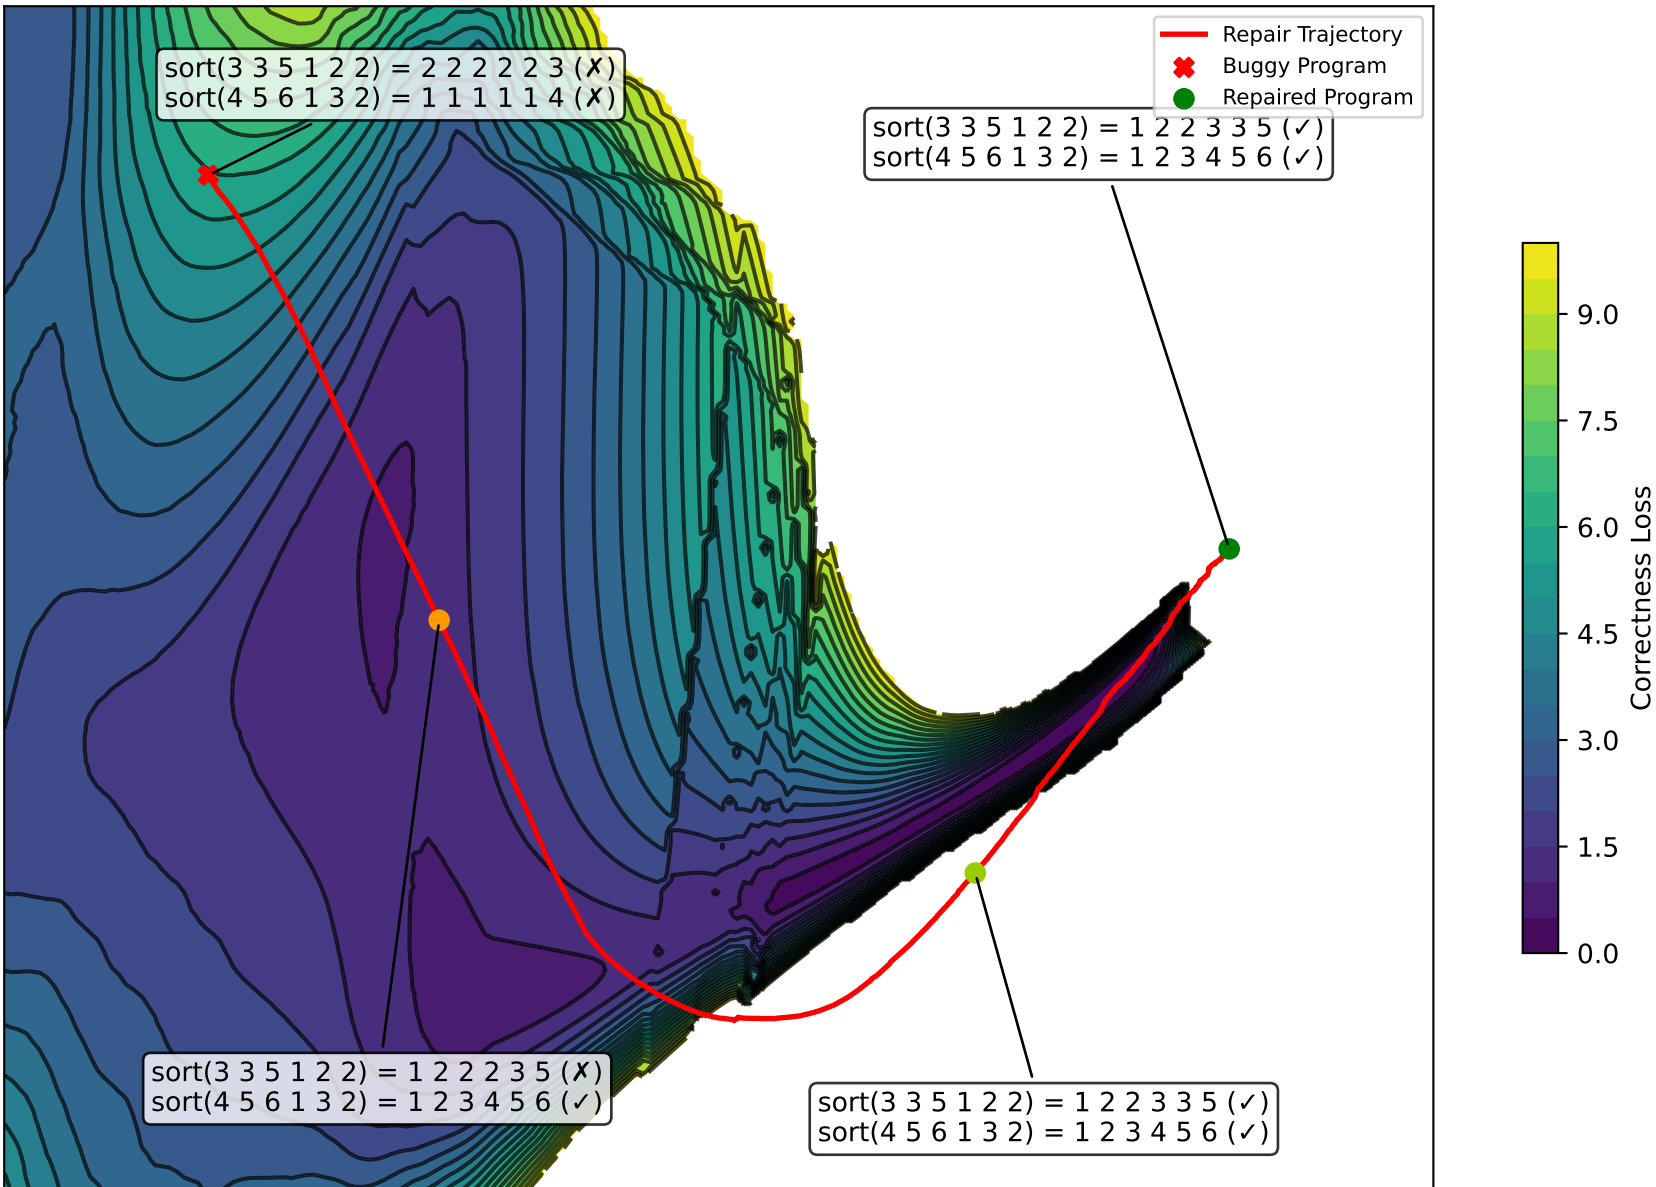 Repair Trajectory
Buggy Program
Repaired Program
sort(3 3 5 1 2 2) = 2 2 2 2 2 3 (✗)
sort(4 5 6 1 3 2) = 1 1 1 1 1 4 (✗)
sort(3 3 5 1 2 2) = 1 2 2 3 3 5 (✓)
sort(4 5 6 1 3 2) = 1 2 3 4 5 6 (✓)
sort(3 3 5 1 2 2) = 1 2 2 2 3 5 (✗)
sort(4 5 6 1 3 2) = 1 2 3 4 5 6 (✓)
sort(3 3 5 1 2 2) = 1 2 2 3 3 5 (✓)
sort(4 5 6 1 3 2) = 1 2 3 4 5 6 (✓)
9.0
7.5
6.0
4.5
3.0
1.5
0.0
Correctness Loss